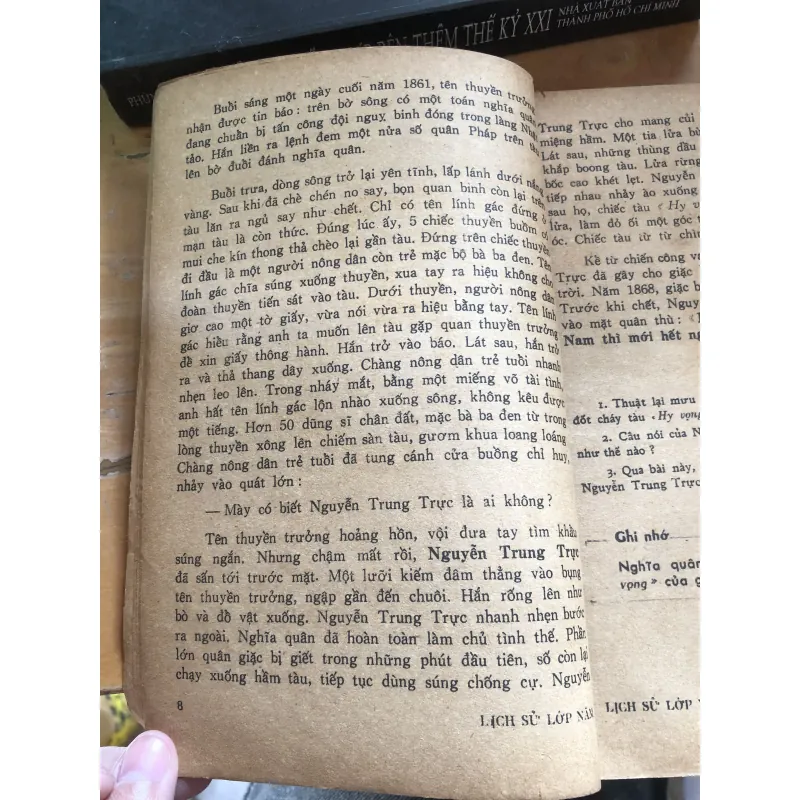 BÉN THÊM THẾ KỶ XXI
NHÀ XUẤT BẢN
THÀNH PHỐ HỒ CHÍ MINH
Buồi sáng một ngày cuối năm 1861, tên thuyền trưởng
nhận được tin báo : trên bờ sông có một toán nghĩa quân
đang chuần bị tấn công đội ngụy binh đóng trong làng Nhật
tảo. Hắn liền ra lệnh đem một nửa số quân Pháp trên tàu
lên bờ đuổi đánh nghĩa quân.
Buồi trưa, dòng sông trở lại yên tĩnh, lấp lánh dưới nắng
vàng. Sau khi đã chè chén no say, bọn quan binh còn lại trên
tàu lăn ra ngủ say như chết. Chỉ có tên lính gác đứng ở
mạn tàu là còn thức. Đúng lúc ấy, 5 chiếc thuyền buồm có
mui che kín thong thả chèo lại gần tàu. Đứng trên chiếc thuyền
đi đầu là một người nông dân còn trẻ mặc bộ bà ba đen. Tên
lính gác chĩa súng xuống thuyền, xua tay ra hiệu không cho
đoàn thuyền tiến sát vào tàu. Dưới thuyền, người nông dân
giơ cao một tờ giấy, vừa nói vừa ra hiệu bằng tay. Tên lính
gác hiều rằng anh ta muốn lên tàu gặp quan thuyền trưởng
đề xin giấy thông hành. Hắn trở vào báo. Lát sau, hắn trở
ra và thả thang dây xuống. Chàng nông dân trẻ tuồi nhanh
nhẹn leo lên. Trong nháy mắt, bằng một miếng võ tài tình,
anh hất tên lính gác lộn nhào xuống sông, không kêu được
một tiếng. Hơn 50 dũng sĩ chân đất, mặc bà ba đen từ trong
lòng thuyền xông lên chiếm sàn tàu, gươm khua loang loáng
Chàng nông dân trẻ tuồi đã tung cánh cửa buồng chỉ huy,
nhảy vào quát lớn :
— Mày có biết Nguyễn Trung Trực là ai không ?
Tên thuyền trưởng hoảng hồn, vội đưa tay tìm khẩu
súng ngắn. Nhưng chậm mất rồi, Nguyễn Trung Trực
đã sấn tới trước mặt. Một lưỡi kiếm đâm thẳng vào bụng
tên thuyền trưởng, ngập gần đến chuôi. Hắn rống lên như
bò và đồ vật xuống. Nguyễn Trung Trực nhanh nhẹn bước
ra ngoài. Nghĩa quân đã hoàn toàn làm chủ tình thế. Phần
lớn quân giặc bị giết trong những phút đầu tiên, số còn lại
chạy xuống hầm tàu, tiếp tục dùng súng chống cự. Nguyễn
8
LỊCH SỬ LỚP NĂM
Trung Trực cho mang củi
miệng hầm. Một tia lửa bù
Lát sau, những thùng dầu
khắp boong tàu. Lửa rừng
bốc cao khét lẹt. Nguyễn
tiếp nhau nhảy ào xuống
sau họ, chiếc tàu « Hy v
lửa, làm đỏ ối một góc t
óc. Chiếc tàu từ từ chìm
Kề từ chiến công v
Trực đã gây cho giặc
trời. Năm 1868, giặc b
Trước khi chết, Nguy
vào mặt quân thù :
Nam thì mới hết ng
1. Thuật lại mưu
đốt cháy tàu « Hy vọng
2. Câu nói của N
như thế nào ?
3. Qua bài này,
Nguyễn Trung Trực
Ghi nhớ
Nghĩa quân
vọng » của g
LỊCH SỬ LỚP